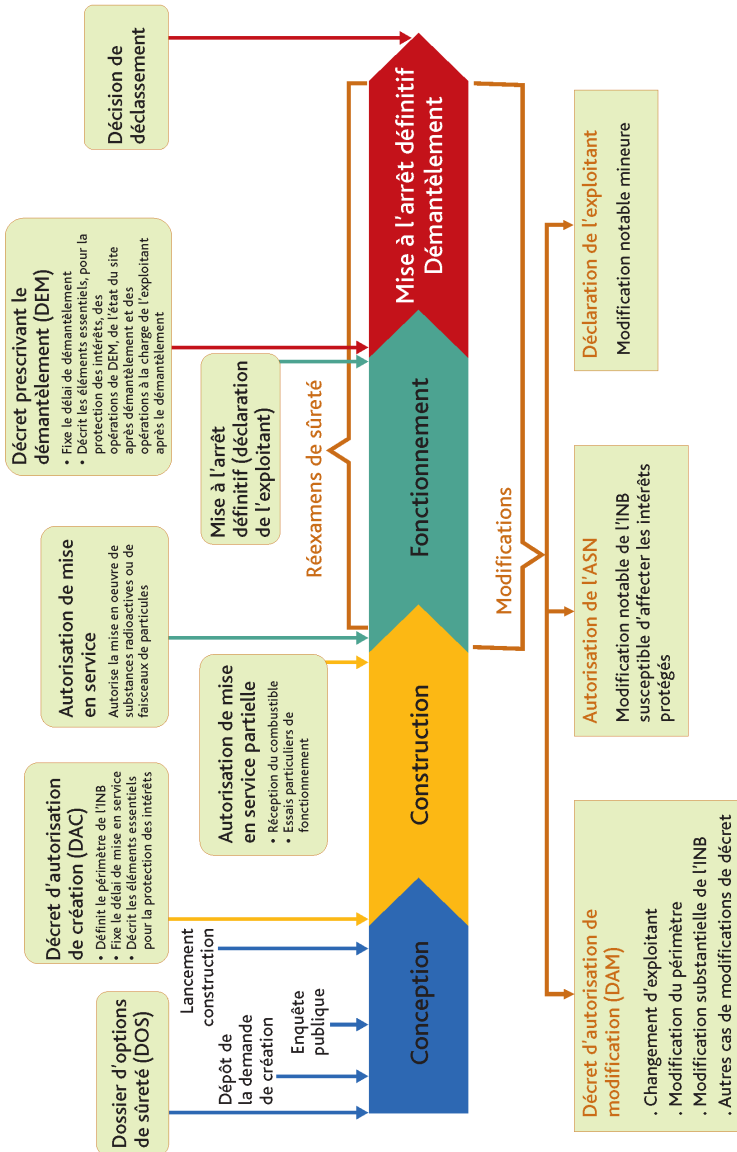 Dossier d'options
de sûreté (DOS)
Dépôt de
la demande
de création
Enquête
publique
Lancement
construction
Décret d'autorisation
de création (DAC)
• Définit le périmètre de l'INB
• Fixe le délai de mise en service
• Décrit les éléments essentiels
pour la protection des intérêts
Autorisation de mise
en service partielle
• Réception du combustible
• Essais particuliers de
fonctionnement
Autorisation de mise
en service
Autorise la mise en oeuvre de
substances radioactives ou de
faisceaux de particules
Mise à l'arrêt
définitif (déclaration
de l'exploitant)
Décret prescrivant le
démantèlement (DEM)
• Fixe le délai de démantèlement
• Décrit les éléments essentiels, pour la
protection des intérêts, des
opérations de DEM, de l'état du site
après démantèlement et des
opérations à la charge de l'exploitant
après le démantèlement
Décision de
déclassement
Réexamens de sûreté
Conception
Construction
Fonctionnement
Mise à l'arrêt définitif
Démantèlement
Modifications
Décret d'autorisation de
modification (DAM)
. Changement d'exploitant
. Modification du périmètre
. Modification substantielle de l'INB
. Autres cas de modifications de décret
Autorisation de l'ASN
Modification notable de l'INB
susceptible d'affecter les intérêts
protégés
Déclaration de l'exploitant
Modification notable mineure